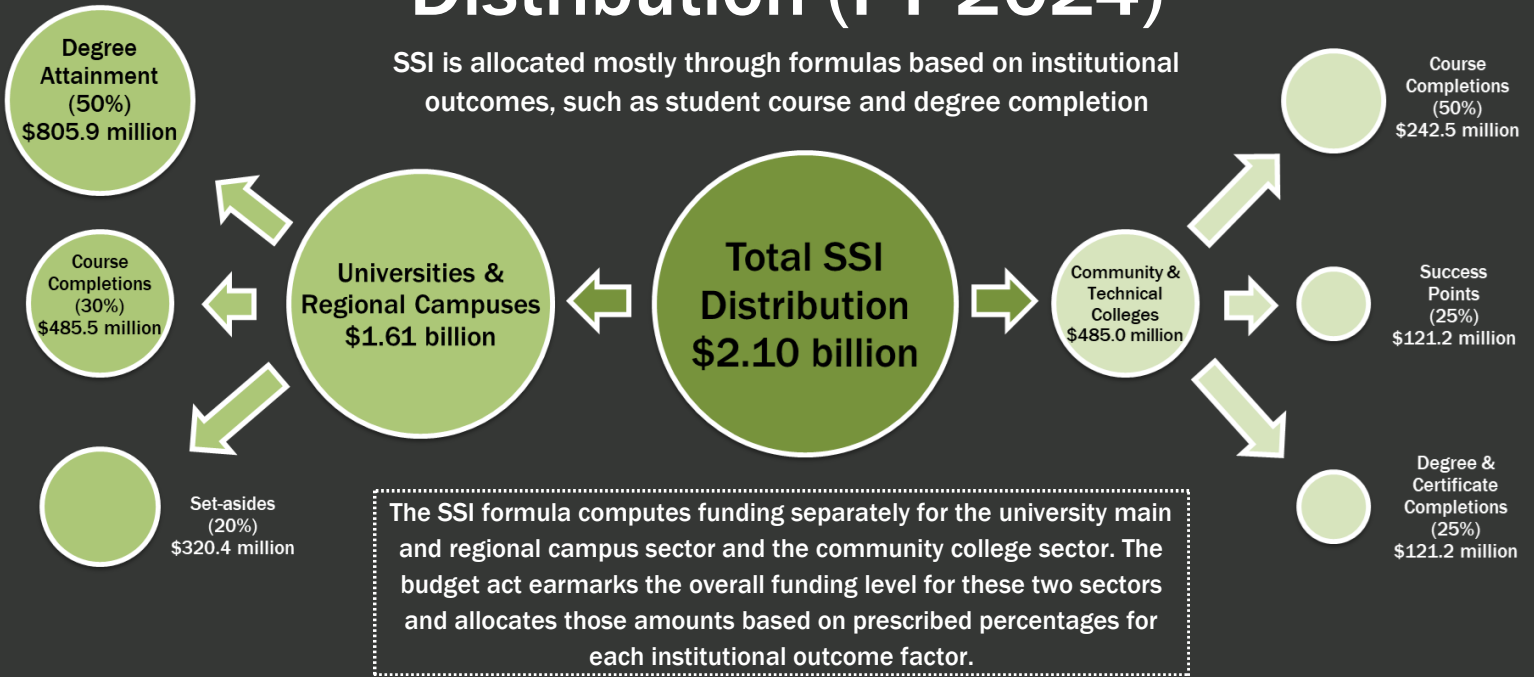 Distribution (FY 2024)
SSI is allocated mostly through formulas based on institutional
outcomes, such as student course and degree completion
Degree
Attainment
(50%)
$805.9 million
Course
Completions
(30%)
$485.5 million
Set-asides
(20%)
$320.4 million
Universities &
Regional Campuses
$1.61 billion
Total SSI
Distribution
$2.10 billion
Community &
Technical
Colleges
$485.0 million
Course
Completions
(50%)
$242.5 million
Success
Points
(25%)
$121.2 million
Degree &
Certificate
Completions
(25%)
$121.2 million
The SSI formula computes funding separately for the university main
and regional campus sector and the community college sector. The
budget act earmarks the overall funding level for these two sectors
and allocates those amounts based on prescribed percentages for
each institutional outcome factor.